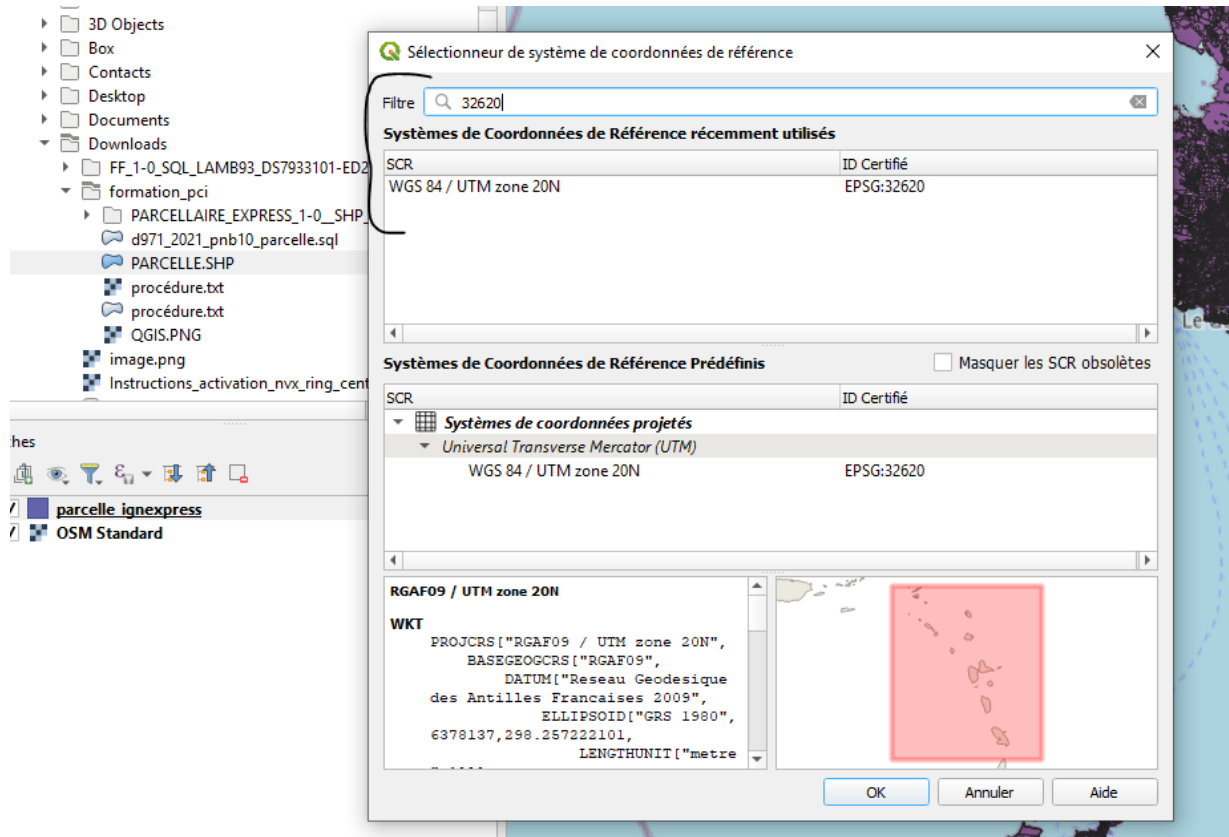 3D Objects
Box
Contacts
Desktop
Documents
Downloads
FF_1-0_SQL_LAMB93_DS7933101-ED2
formation_pci
PARCELLAIRE_EXPRESS_1-0__SHP_
d971_2021_pnb10_parcelle.sql
PARCELLE.SHP
procédure.txt
procédure.txt
QGIS.PNG
image.png
Instructions_activation_nvx_ring_cent
hes
parcelle ignexpress
OSM Standard
Sélectionneur de système de coordonnées de référence
Filtre 32620
Systèmes de Coordonnées de Référence récemment utilisés
SCR ID Certifié
WGS 84 / UTM zone 20N EPSG:32620
Systèmes de Coordonnées de Référence Prédéfinis Masquer les SCR obsolètes
SCR ID Certifié
Systèmes de coordonnées projetés
Universal Transverse Mercator (UTM)
WGS 84 / UTM zone 20N EPSG:32620
RGAF09 / UTM zone 20N
WKT
PROJCRS["RGAF09 / UTM zone 20N",
BASEGEOGCRS["RGAF09",
DATUM["Reseau Geodesique
des Antilles Francaises 2009",
ELLIPSOID["GRS 1980",
6378137,298.257222101,
LENGTHUNIT["metre
OK Annuler Aide
Le